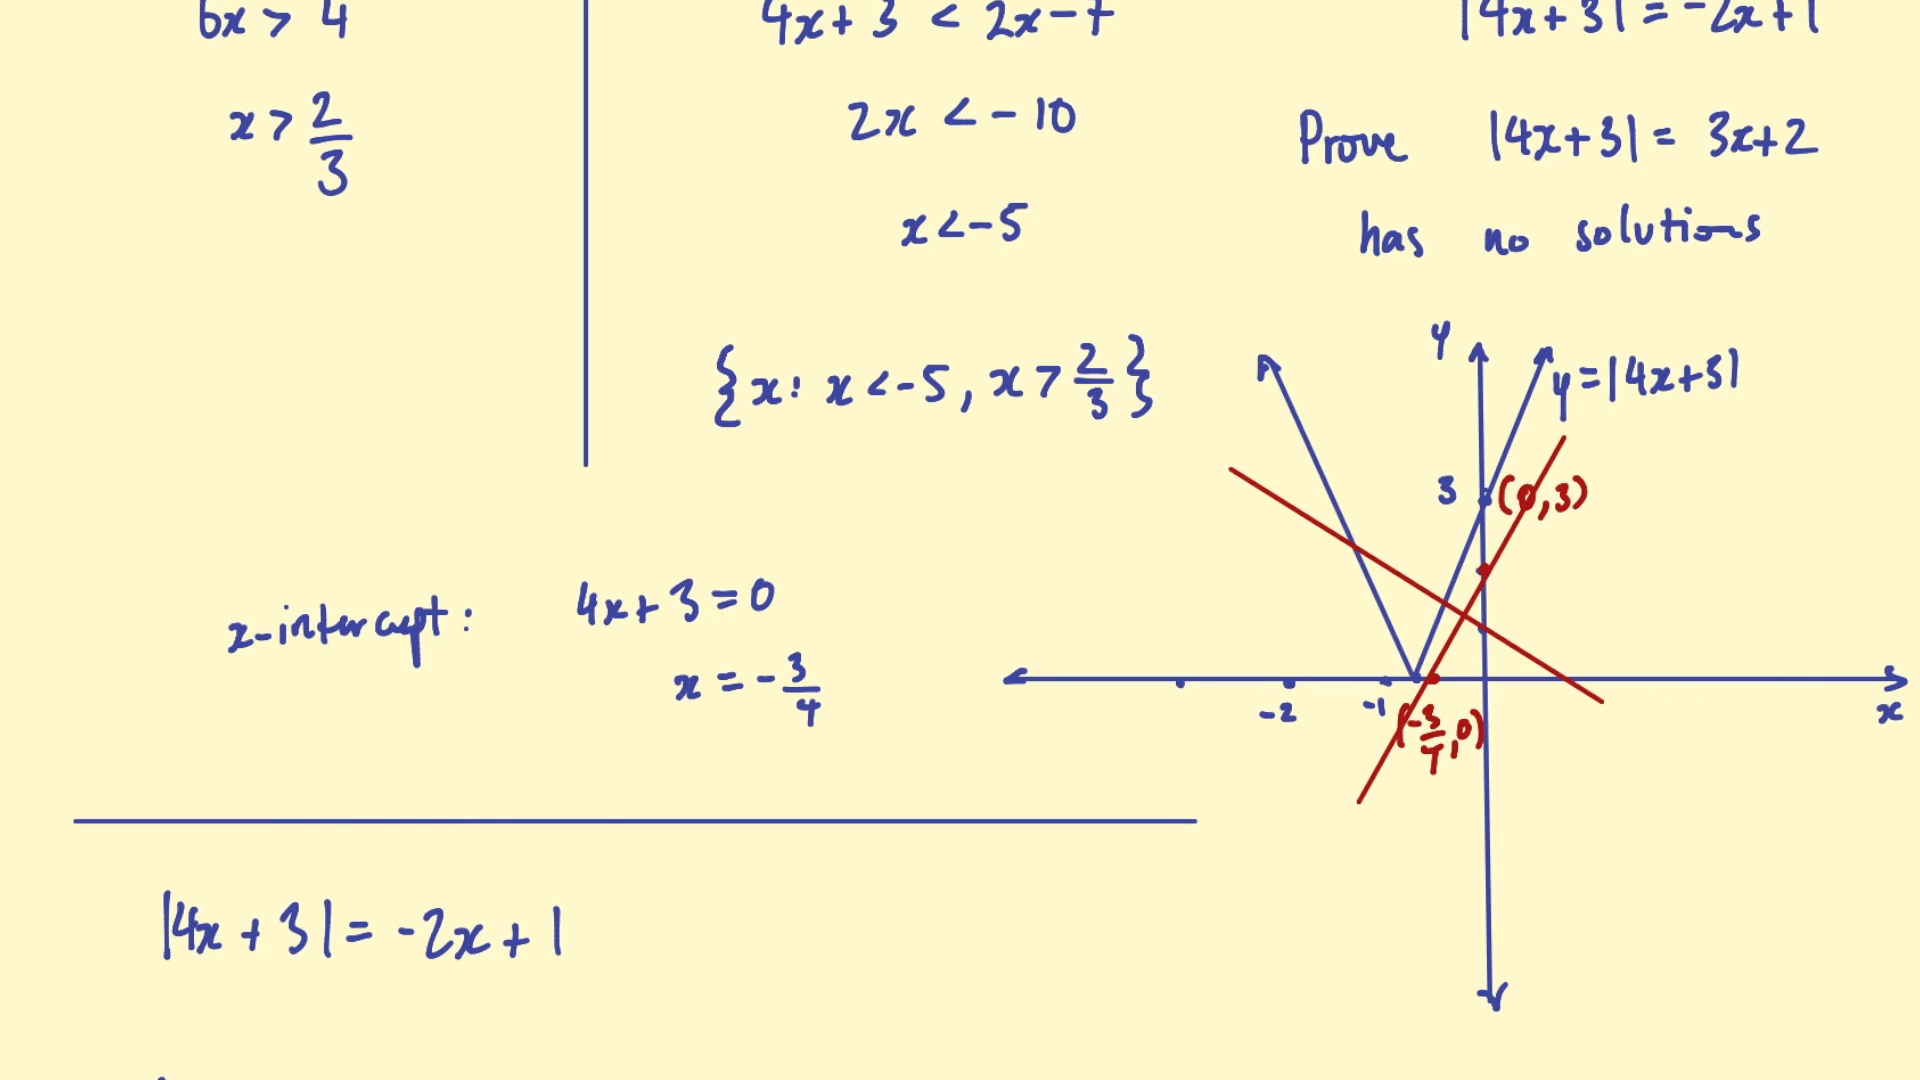 6x > 4
x > 2/3
4x + 3 < 2x - 7
2x < - 10
x < -5
{x: x < -5, x > 2/3}
|4x + 3| = -2x + 1
Prove |4x+3| = 3x+2
has no solutions
y
y = |4x+3|
3
(0,3)
-2
-1
x
(-3/4, 0)
x-intercept: 4x + 3 = 0
x = -3/4
|4x + 3| = -2x + 1